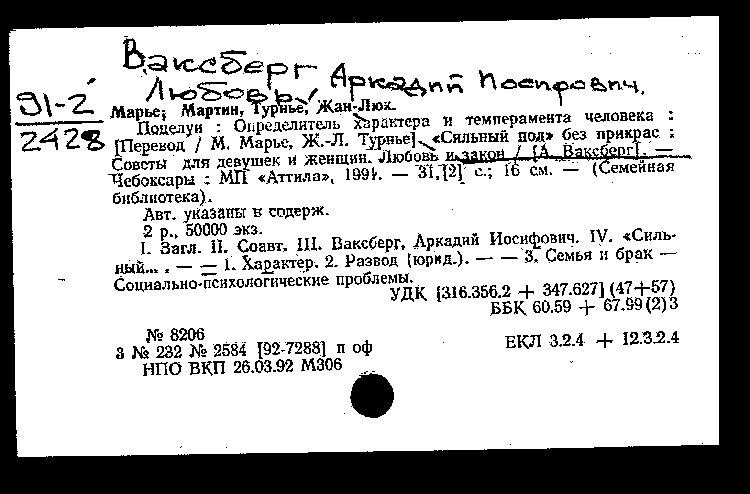 Ваксберг Аркадий Иосифович.
Любовь
91-2
2428
Марье, Мартин, Турнье, Жан-Люк.
Поцелуи : Определитель характера и темперамента человека :
[Перевод / М. Марье, Ж.-Л. Турнье]. «Сильный пол» без прикрас :
Советы для девушек и женщин. Любовь и закон / [А. Ваксберг]. —
Чебоксары : МП «Аттила», 1991. — 31,[2] с.; 16 см. — (Семейная
библиотека).
Авт. указаны в содерж.
2 р., 50000 экз.
I. Загл. II. Соавт. III. Ваксберг, Аркадий Иосифович. IV. «Силь-
ный... . — — 1. Характер. 2. Развод (юрид.). — — 3. Семья и брак —
Социально-психологические проблемы.
УДК [316.356.2 + 347.627] (47+57)
ББК 60.59 + 67.99(2)3
№ 8206
3 № 232 № 2584 [92-7288] п оф
ЕКЛ 3.2.4 + 12.3.2.4
НПО ВКП 26.03.92 М306